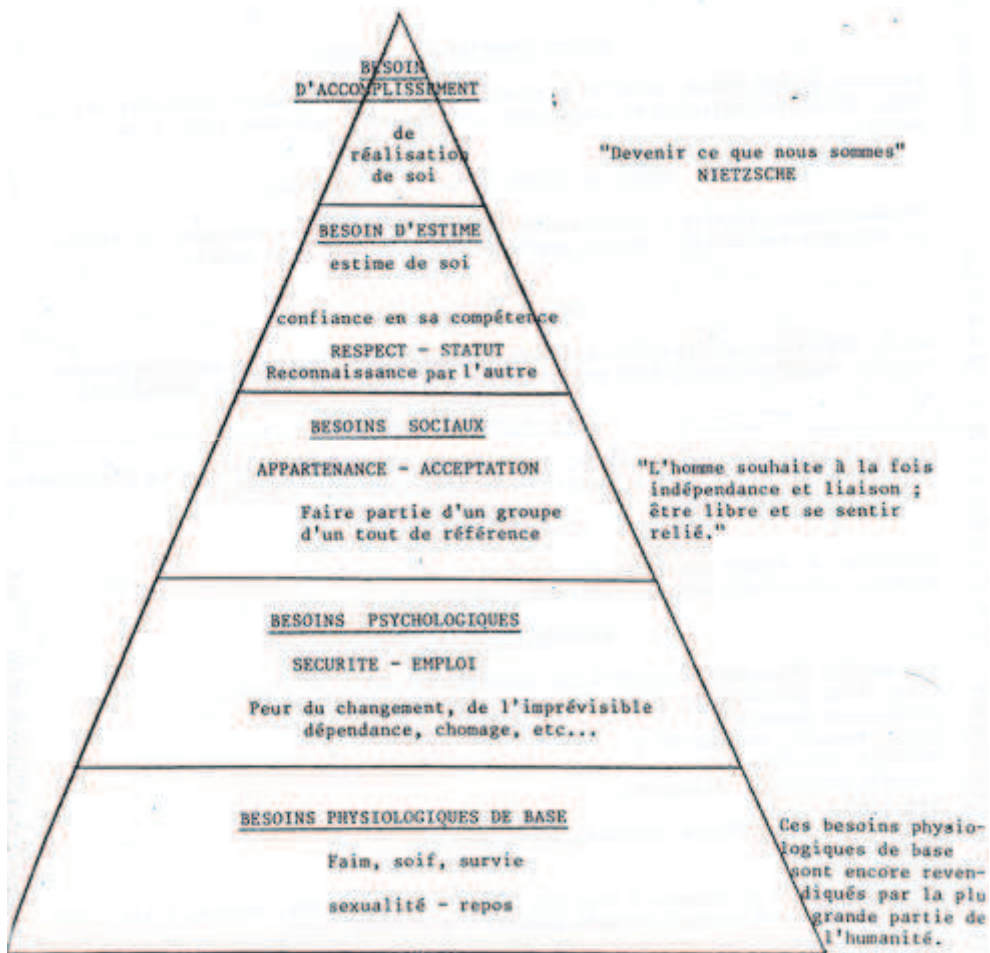 BESOIN
D'ACCOMPLISSEMENT
de
réalisation
de soi
"Devenir ce que nous sommes"
NIETZSCHE
BESOIN D'ESTIME
estime de soi
confiance en sa compétence
RESPECT - STATUT
Reconnaissance par l'autre
BESOINS SOCIAUX
APPARTENANCE - ACCEPTATION
Faire partie d'un groupe
d'un tout de référence
"L'homme souhaite à la fois
indépendance et liaison ;
être libre et se sentir
relié."
BESOINS PSYCHOLOGIQUES
SECURITE - EMPLOI
Peur du changement, de l'imprévisible
dépendance, chomage, etc...
BESOINS PHYSIOLOGIQUES DE BASE
Faim, soif, survie
sexualité - repos
Ces besoins physio-
logiques de base
sont encore reven-
diqués par la plu
grande partie de
l'humanité.